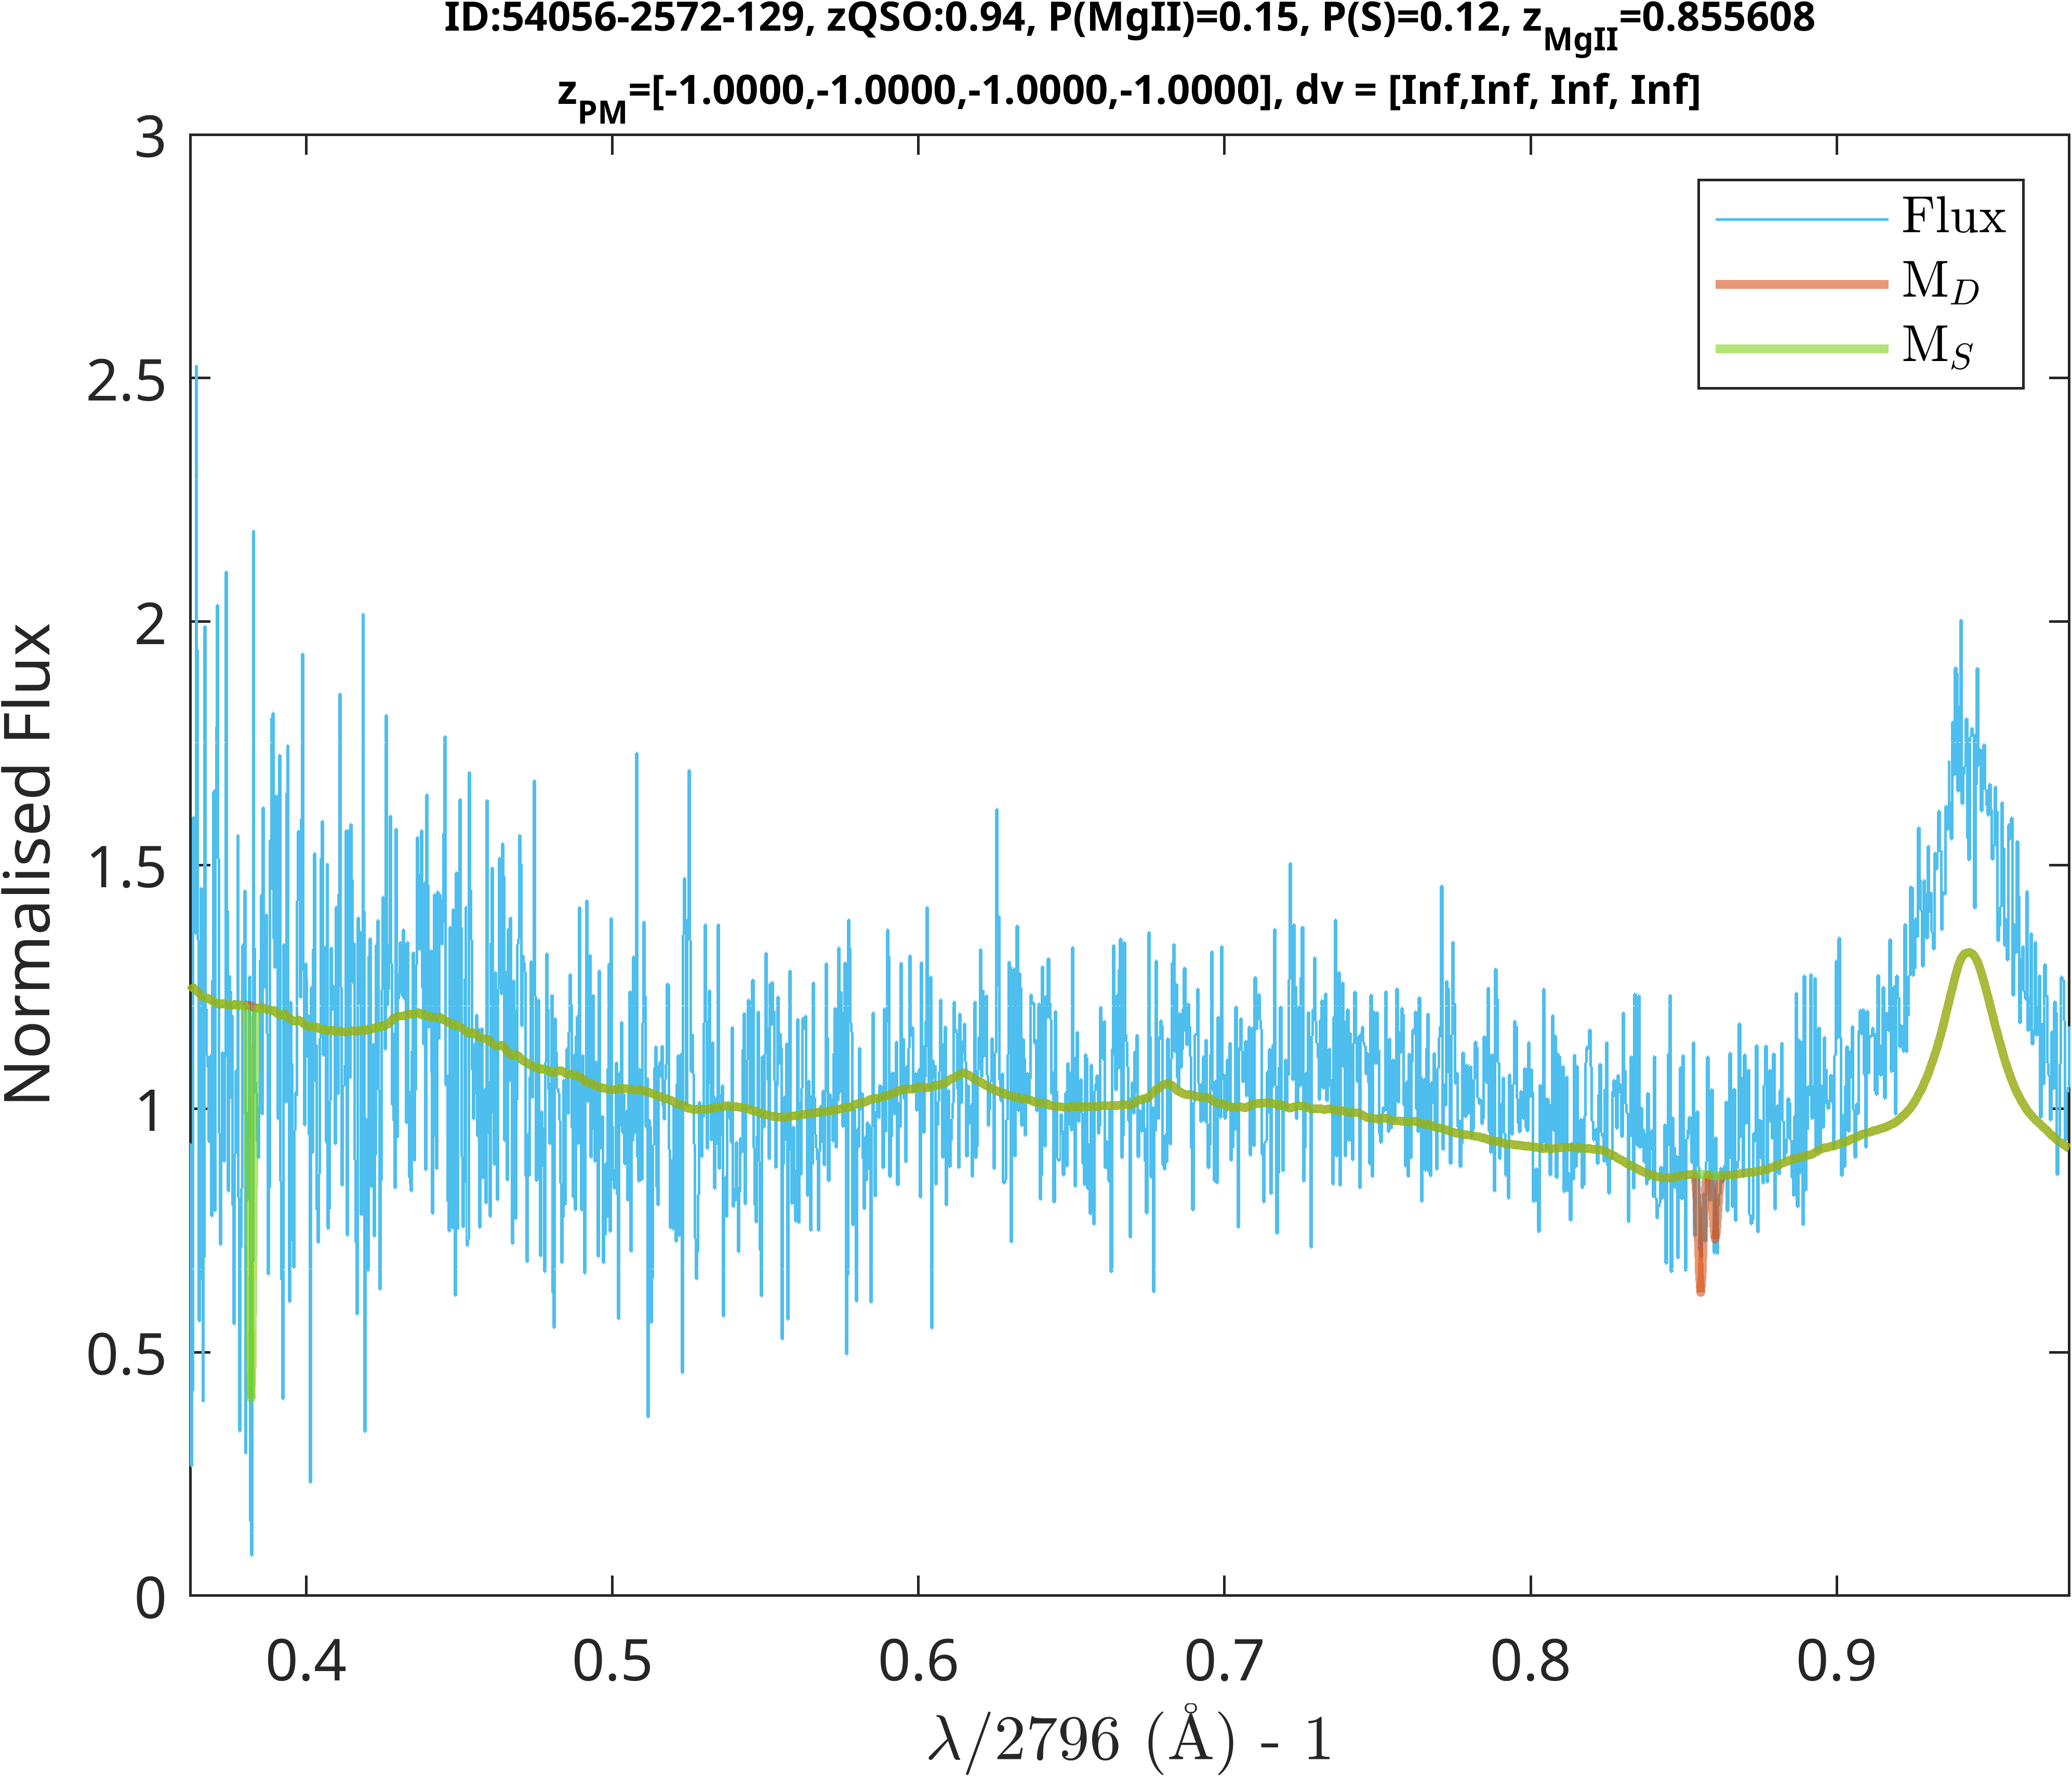 ID:54056-2572-129, zQSO:0.94, P(MgII)=0.15, P(S)=0.12, zMgII=0.855608
zPM=[-1.0000,-1.0000,-1.0000,-1.0000], dv = [Inf,Inf, Inf, Inf]
3
2.5
2
1.5
1
0.5
0
Normalised Flux
Flux
MD
MS
0.4 0.5 0.6 0.7 0.8 0.9
λ/2796 (Å) - 1